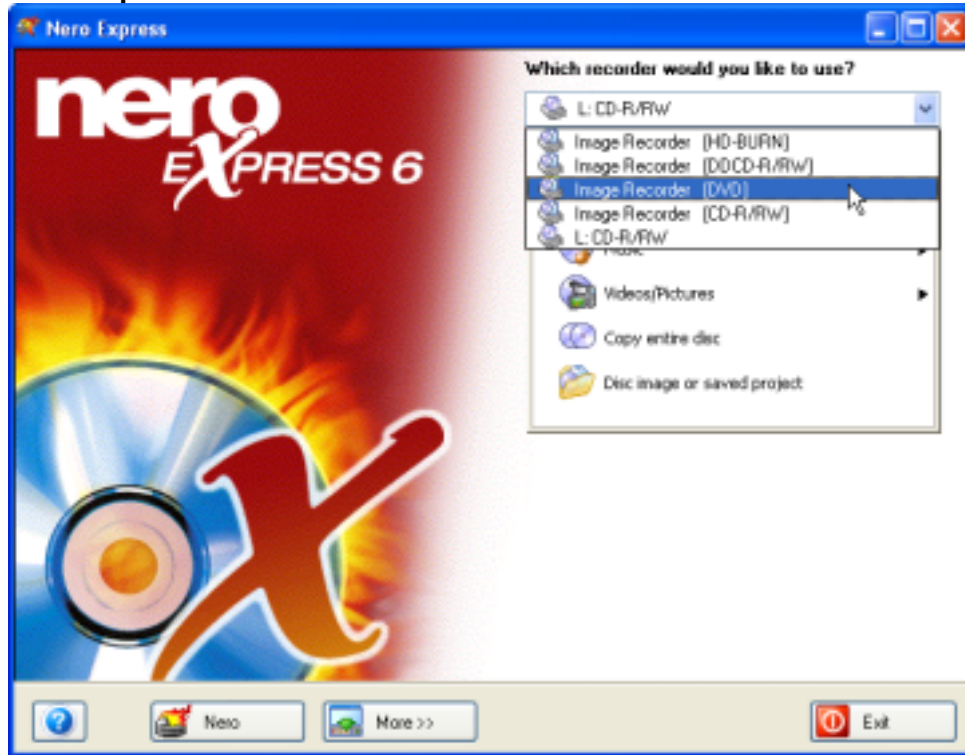 Nero Express
nero
EXPRESS 6
Which recorder would you like to use?
L: CD-R/RW
Image Recorder [HD-BURN]
Image Recorder [DDCD-R/RW]
Image Recorder [DVD]
Image Recorder [CD-R/RW]
L: CD-R/RW
Videos/Pictures
Copy entire disc
Disc image or saved project
Nero
More >>
Exit